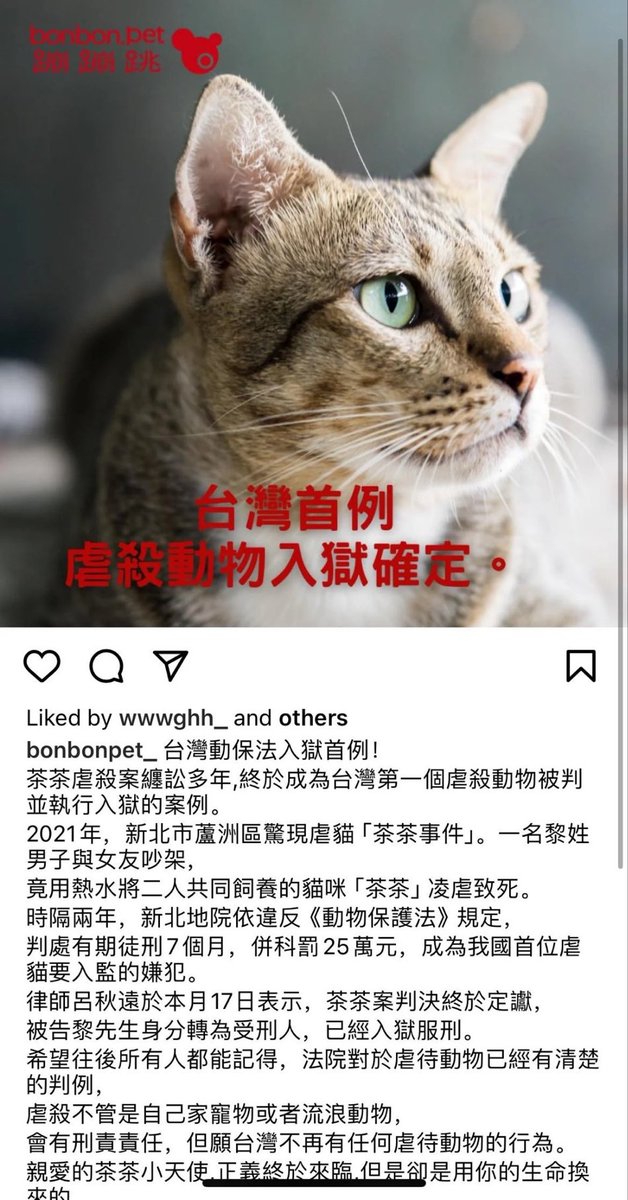 bonbon.pet
蹦蹦跳
台灣首例
虐殺動物入獄確定。
Liked by wwwghh_ and others
bonbonpet_ 台灣動保法入獄首例！
茶茶虐殺案纏訟多年,終於成為台灣第一個虐殺動物被判
並執行入獄的案例。
2021年，新北市蘆洲區驚現虐貓「茶茶事件」。一名黎姓
男子與女友吵架，
竟用熱水將二人共同飼養的貓咪「茶茶」凌虐致死。
時隔兩年，新北地院依違反《動物保護法》規定，
判處有期徒刑7個月，併科罰25萬元，成為我國首位虐
貓要入監的嫌犯。
律師呂秋遠於本月17日表示，茶茶案判決終於定讞，
被告黎先生身分轉為受刑人，已經入獄服刑。
希望往後所有人都能記得，法院對於虐待動物已經有清楚
的判例，
虐殺不管是自己家寵物或者流浪動物，
會有刑責責任，但願台灣不再有任何虐待動物的行為。
親愛的茶茶小天使,正義終於來臨,但是卻是用你的生命換
來的